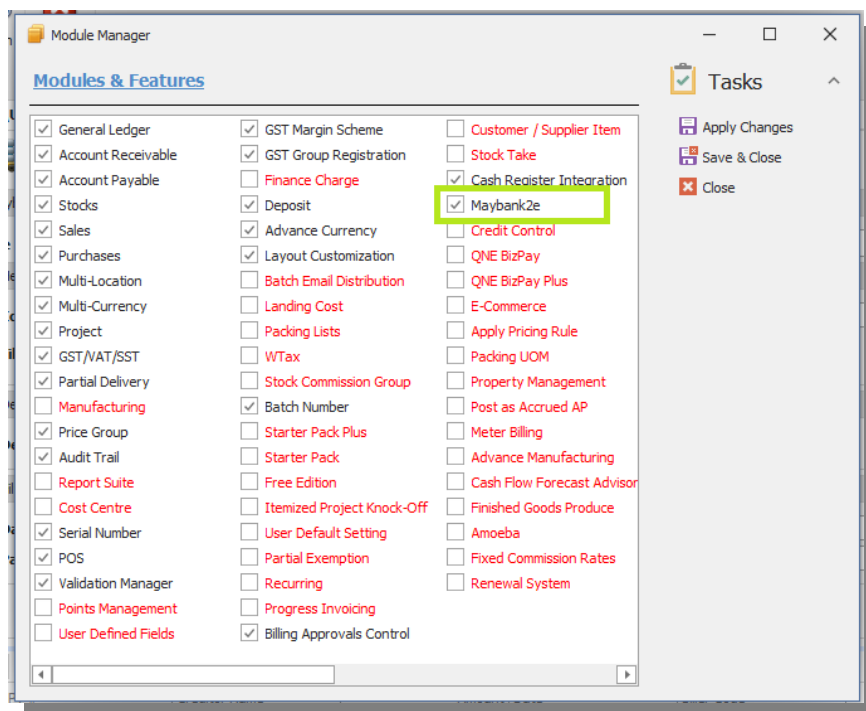 Module Manager
Modules & Features
General Ledger
Account Receivable
Account Payable
Stocks
Sales
Purchases
Multi-Location
Multi-Currency
Project
GST/VAT/SST
Partial Delivery
Manufacturing
Price Group
Audit Trail
Report Suite
Cost Centre
Serial Number
POS
Validation Manager
Points Management
User Defined Fields
GST Margin Scheme
GST Group Registration
Finance Charge
Deposit
Advance Currency
Layout Customization
Batch Email Distribution
Landing Cost
Packing Lists
WTax
Stock Commission Group
Batch Number
Starter Pack Plus
Starter Pack
Free Edition
Itemized Project Knock-Off
User Default Setting
Partial Exemption
Recurring
Progress Invoicing
Billing Approvals Control
Customer / Supplier Item
Stock Take
Cash Register Integration
Maybank2e
Credit Control
QNE BizPay
QNE BizPay Plus
E-Commerce
Apply Pricing Rule
Packing UOM
Property Management
Post as Accrued AP
Meter Billing
Advance Manufacturing
Cash Flow Forecast Advisor
Finished Goods Produce
Amoeba
Fixed Commission Rates
Renewal System
Tasks
Apply Changes
Save & Close
Close